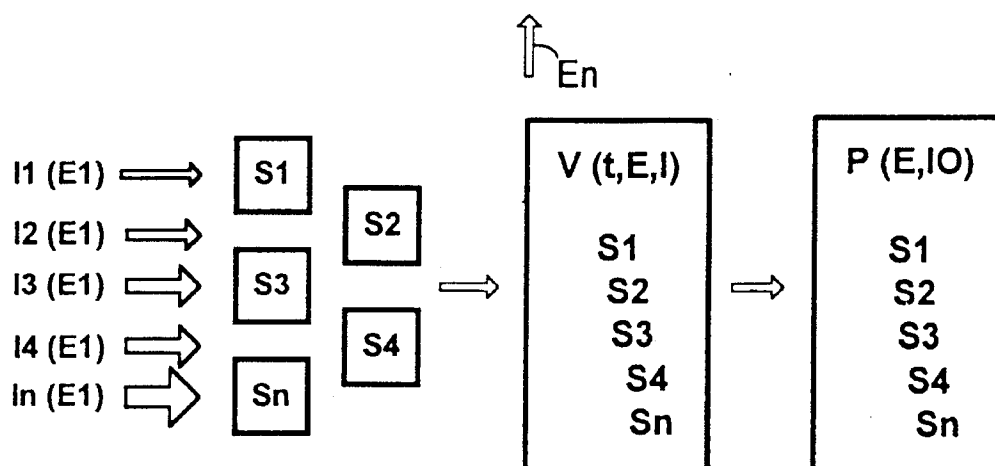 En
I1 (E1)
I2 (E1)
I3 (E1)
I4 (E1)
In (E1)
S1
S2
S3
S4
Sn
V (t,E,I)
S1
S2
S3
S4
Sn
P (E,IO)
S1
S2
S3
S4
Sn